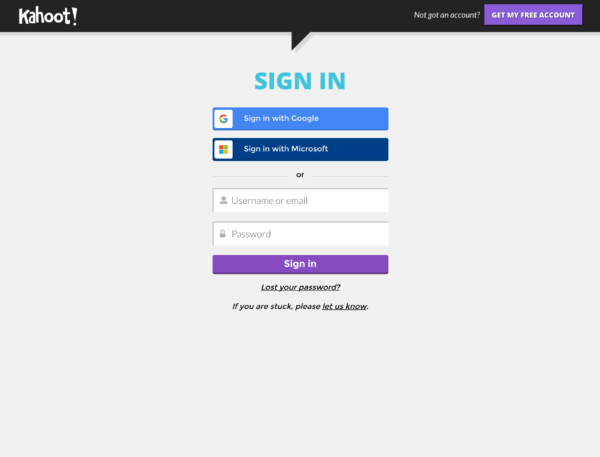 Kahoot!
Not got an account? GET MY FREE ACCOUNT
SIGN IN
Sign in with Google
Sign in with Microsoft
or
Username or email
Password
Sign in
Lost your password?
If you are stuck, please let us know.